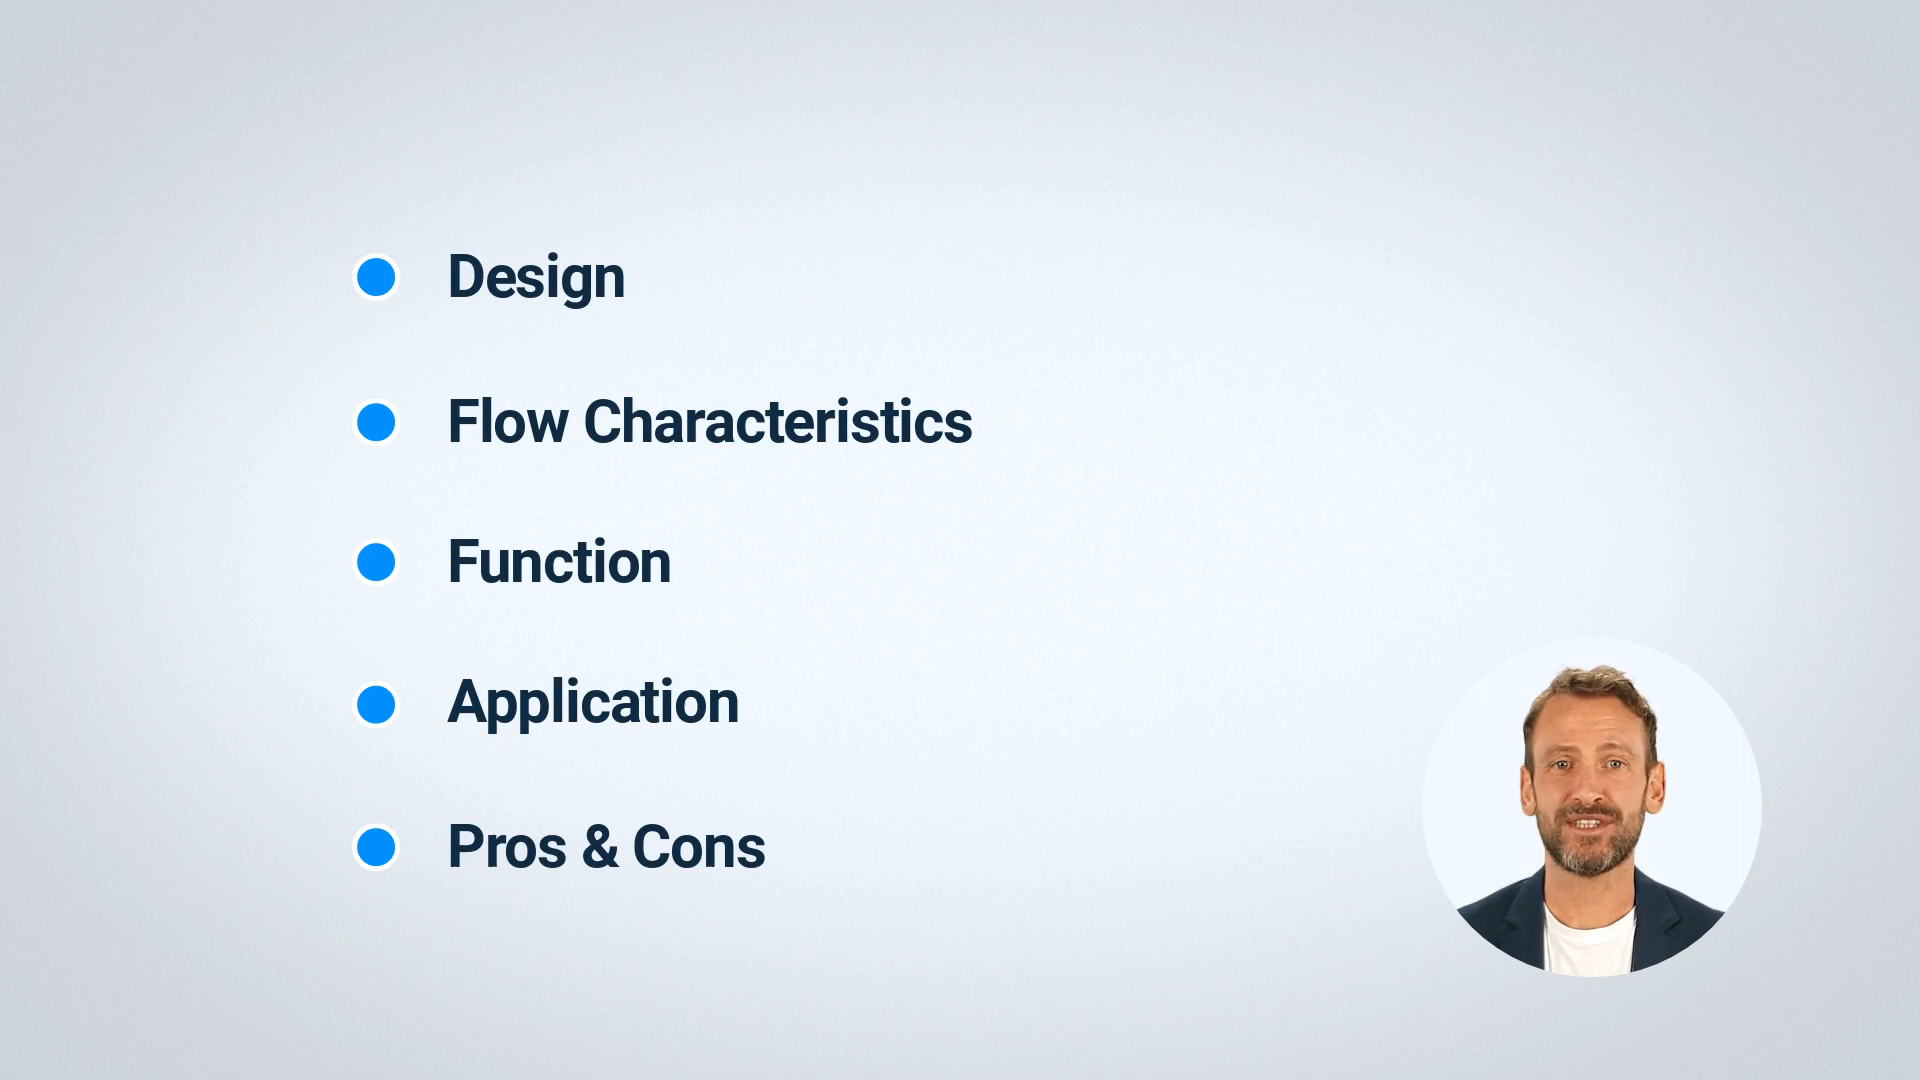 Design
Flow Characteristics
Function
Application
Pros & Cons